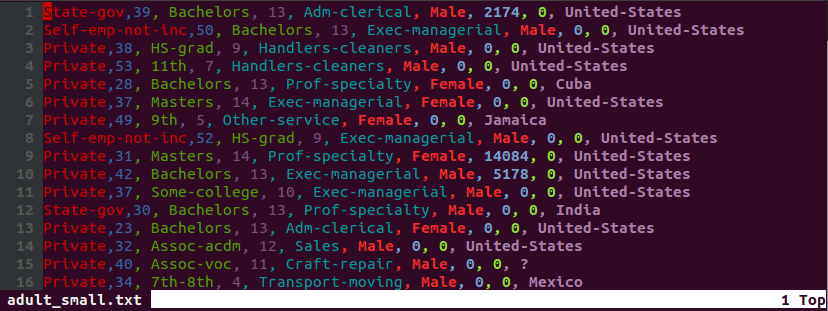 1 State-gov,39, Bachelors, 13, Adm-clerical, Male, 2174, 0, United-States
2 Self-emp-not-inc,50, Bachelors, 13, Exec-managerial, Male, 0, 0, United-States
3 Private,38, HS-grad, 9, Handlers-cleaners, Male, 0, 0, United-States
4 Private,53, 11th, 7, Handlers-cleaners, Male, 0, 0, United-States
5 Private,28, Bachelors, 13, Prof-specialty, Female, 0, 0, Cuba
6 Private,37, Masters, 14, Exec-managerial, Female, 0, 0, United-States
7 Private,49, 9th, 5, Other-service, Female, 0, 0, Jamaica
8 Self-emp-not-inc,52, HS-grad, 9, Exec-managerial, Male, 0, 0, United-States
9 Private,31, Masters, 14, Prof-specialty, Female, 14084, 0, United-States
10 Private,42, Bachelors, 13, Exec-managerial, Male, 5178, 0, United-States
11 Private,37, Some-college, 10, Exec-managerial, Male, 0, 0, United-States
12 State-gov,30, Bachelors, 13, Prof-specialty, Male, 0, 0, India
13 Private,23, Bachelors, 13, Adm-clerical, Female, 0, 0, United-States
14 Private,32, Assoc-acdm, 12, Sales, Male, 0, 0, United-States
15 Private,40, Assoc-voc, 11, Craft-repair, Male, 0, 0, ?
16 Private,34, 7th-8th, 4, Transport-moving, Male, 0, 0, Mexico
adult_small.txt 1 Top